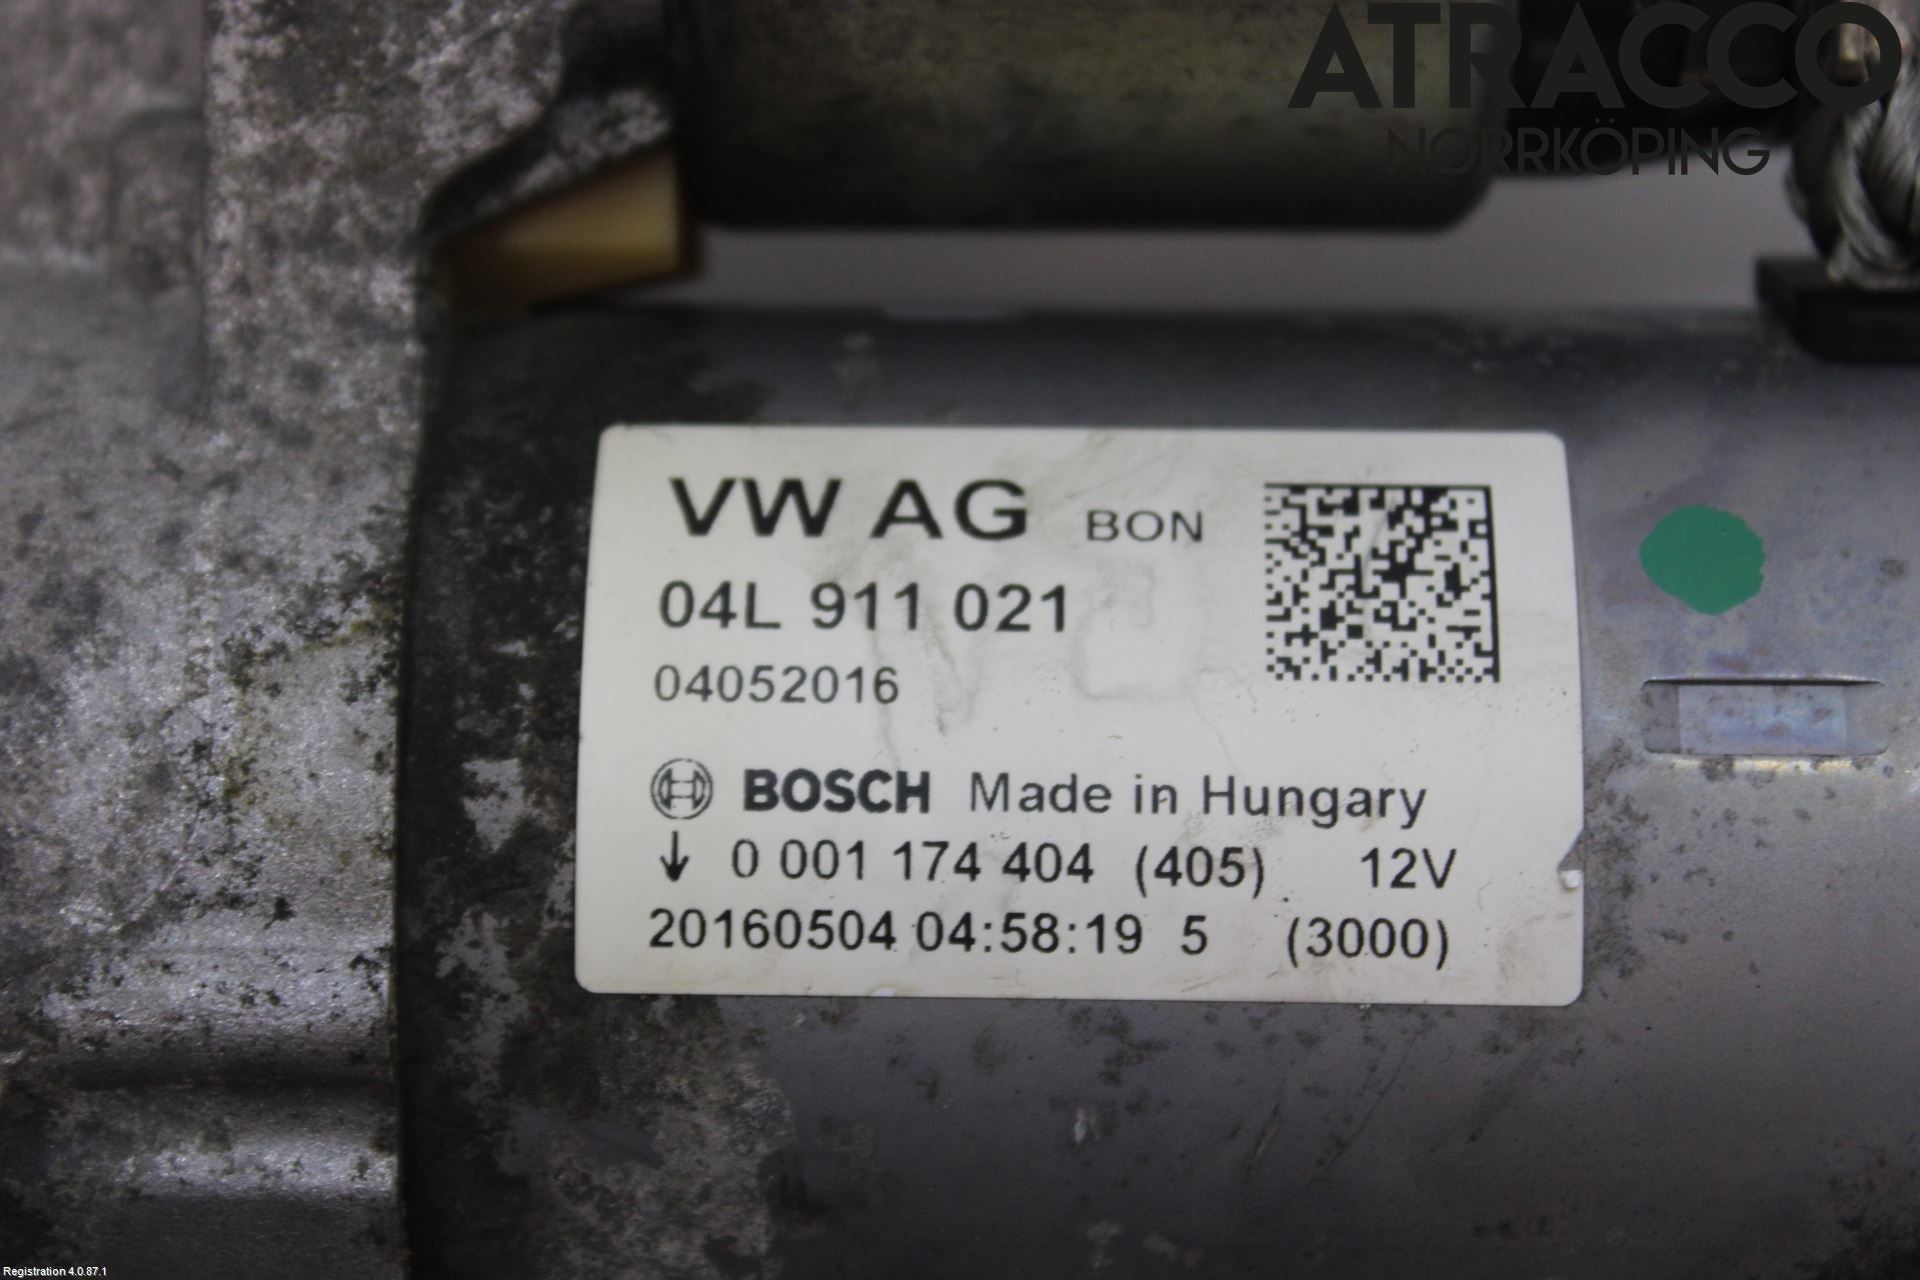 ATRACCO
NORRKÖPING
VW AG BON
04L 911 021
04052016
BOSCH Made in Hungary
↓ 0 001 174 404 (405) 12V
20160504 04:58:19 5 (3000)
Registration 4.0.87.1